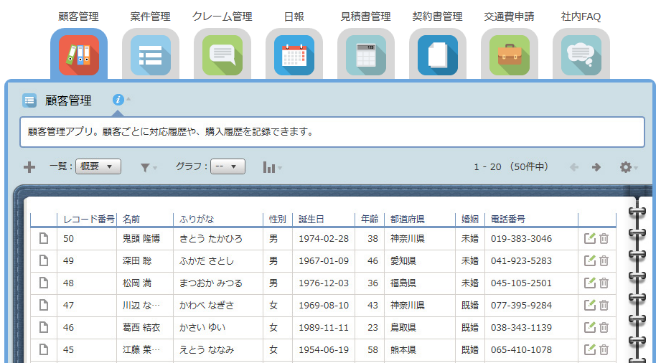 顧客管理 案件管理 クレーム管理 日報 見積書管理 契約書管理 交通費申請 社内FAQ
顧客管理
顧客管理アプリ。顧客ごとに対応履歴や、購入履歴を記録できます。
一覧： 概要 グラフ： -- 1 - 20 （50件中）
レコード番号 名前 ふりがな 性別 誕生日 年齢 都道府県 婚姻 電話番号
50 鬼頭 隆博 きとう たかひろ 男 1974-02-28 38 神奈川県 未婚 019-383-3046
49 深田 聡 ふかだ さとし 男 1967-01-09 46 愛知県 未婚 041-923-5283
48 松岡 満 まつおか みつる 男 1976-12-03 36 福島県 未婚 045-105-2501
47 川辺 な… かわべ なぎさ 女 1969-08-10 43 神奈川県 既婚 077-395-9284
46 葛西 結衣 かさい ゆい 女 1989-11-11 23 鳥取県 既婚 038-343-1139
45 江藤 菜… えとう ななみ 女 1954-06-19 58 熊本県 既婚 065-410-1078